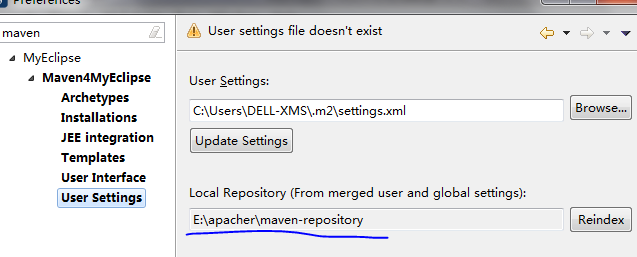 Preferences
maven
User settings file doesn't exist
MyEclipse
Maven4MyEclipse
Archetypes
Installations
JEE integration
Templates
User Interface
User Settings
User Settings:
C:\Users\DELL-XMS\.m2\settings.xml
Browse...
Update Settings
Local Repository (From merged user and global settings):
E:\apacher\maven-repository
Reindex